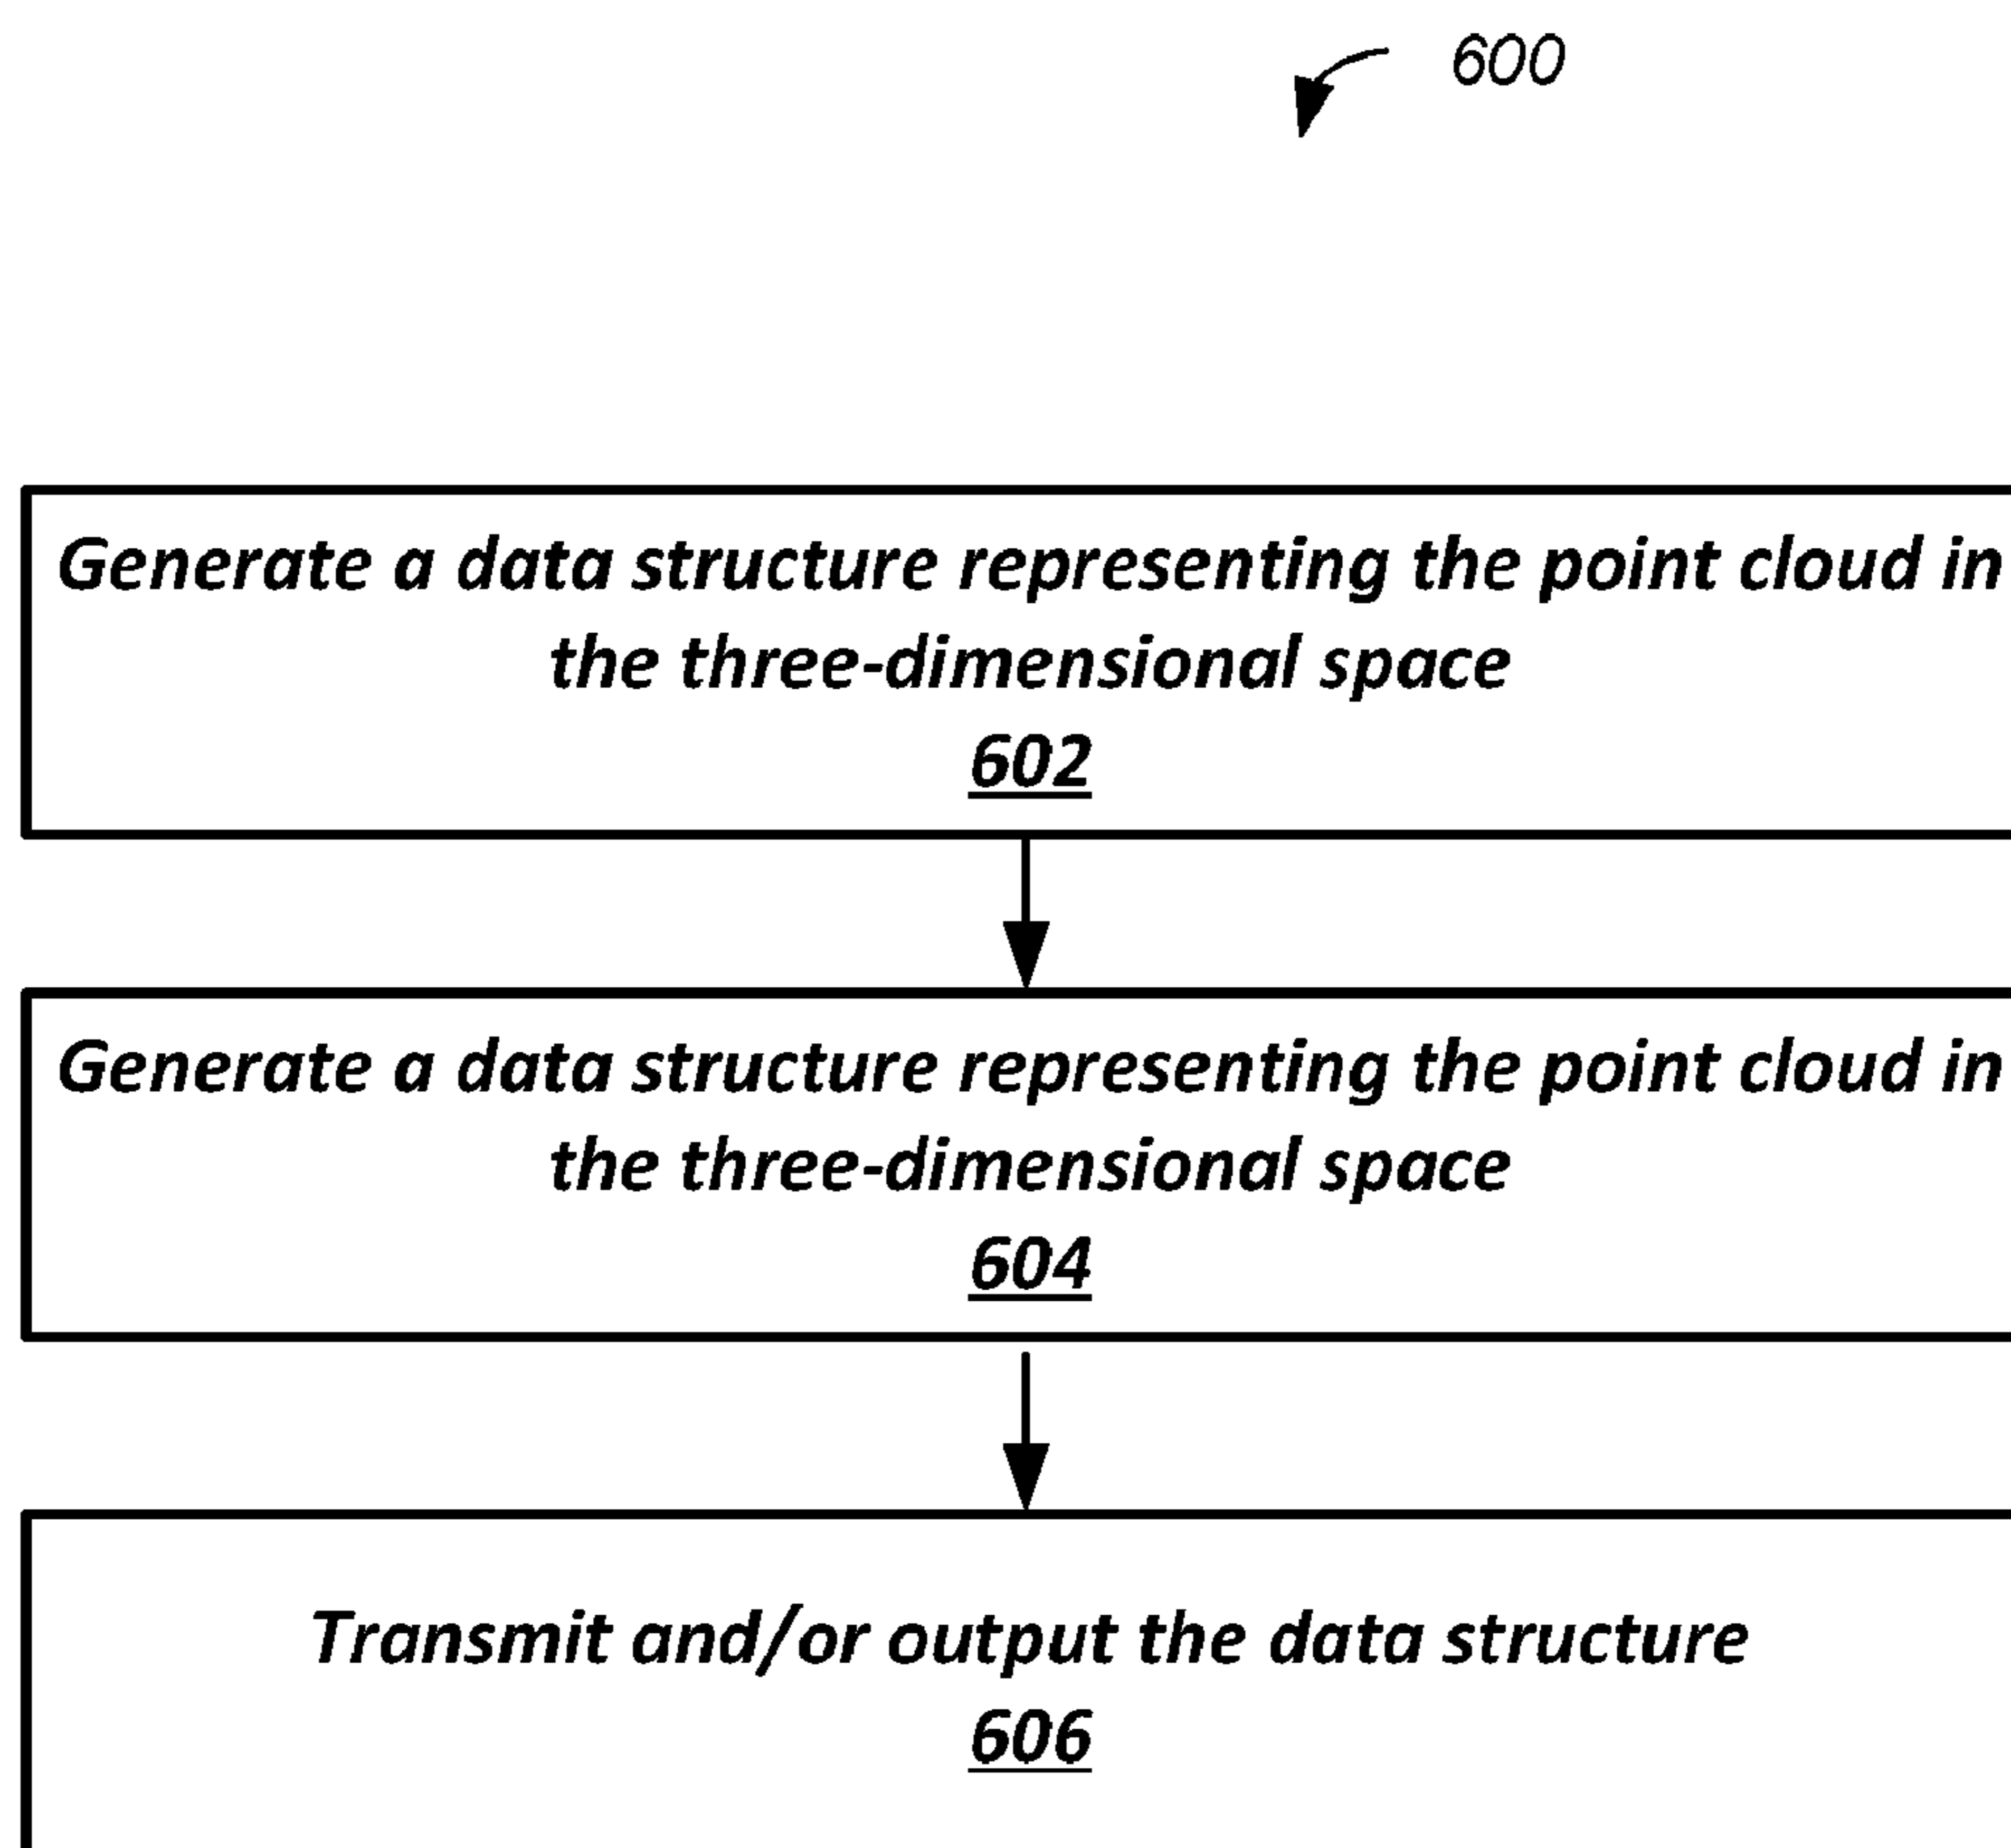 600
Generate a data structure representing the point cloud in
the three-dimensional space
602
Generate a data structure representing the point cloud in
the three-dimensional space
604
Transmit and/or output the data structure
606